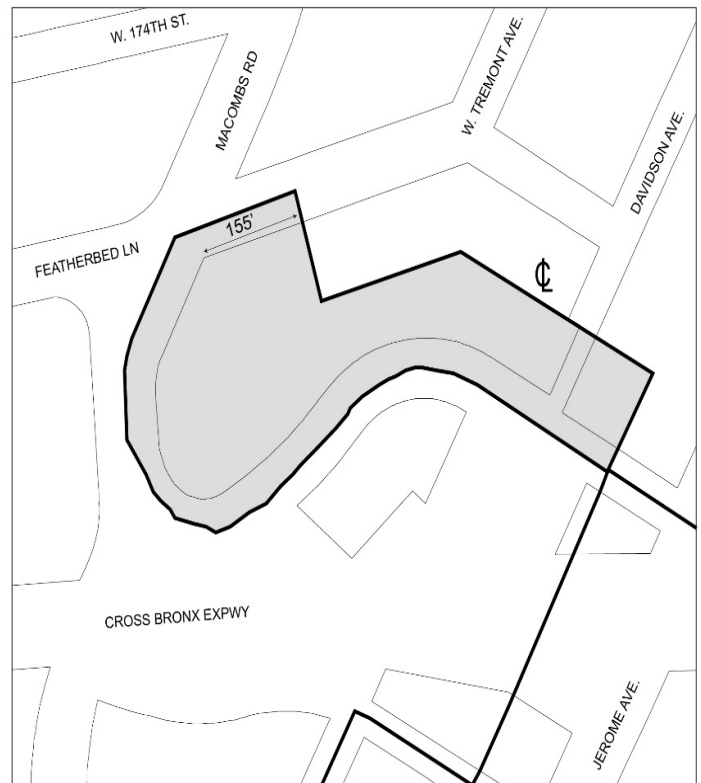 W. 174TH ST.
MACOMBS RD
W. TREMONT AVE.
DAVIDSON AVE.
155'
FEATHERBED LN
℄
CROSS BRONX EXPWY
JEROME AVE.